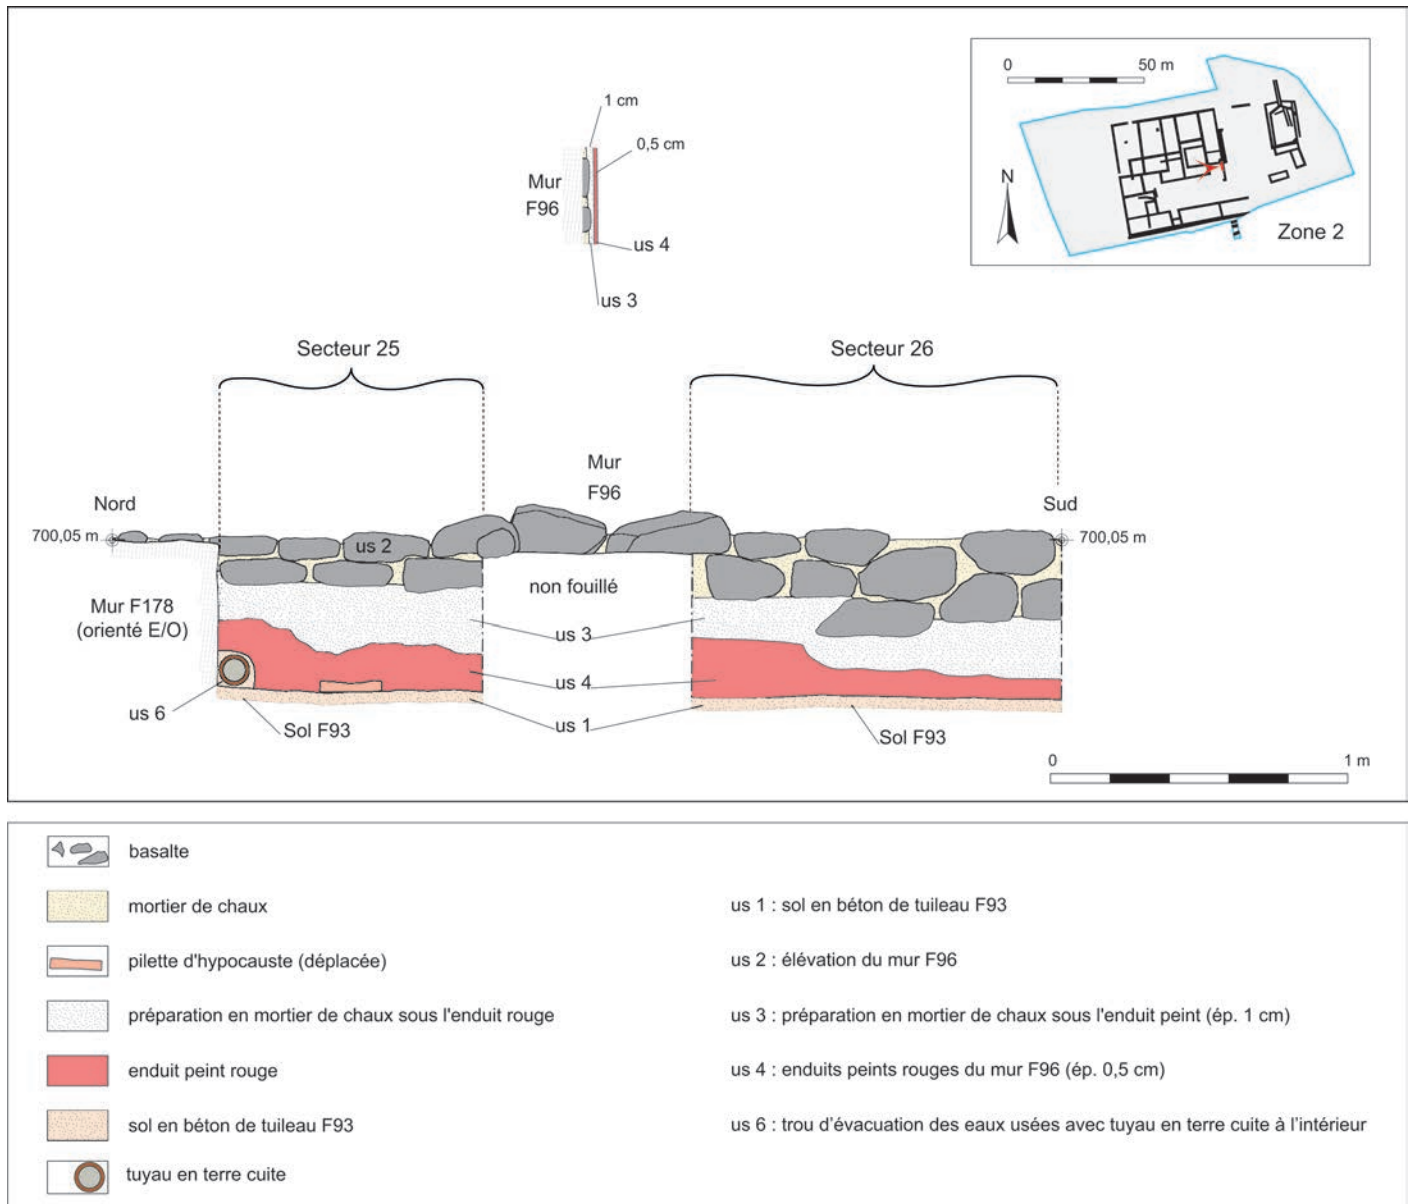 1 cm
0,5 cm
Mur
F96
us 4
us 3
0 50 m
N
Zone 2
Secteur 25
Secteur 26
Mur
F96
Nord
Sud
700,05 m
700,05 m
us 2
non fouillé
Mur F178
(orienté E/O)
us 3
us 4
us 6
us 1
Sol F93
Sol F93
0 1 m
basalte
mortier de chaux
pilette d'hypocauste (déplacée)
préparation en mortier de chaux sous l'enduit rouge
enduit peint rouge
sol en béton de tuileau F93
tuyau en terre cuite
us 1 : sol en béton de tuileau F93
us 2 : élévation du mur F96
us 3 : préparation en mortier de chaux sous l'enduit peint (ép. 1 cm)
us 4 : enduits peints rouges du mur F96 (ép. 0,5 cm)
us 6 : trou d’évacuation des eaux usées avec tuyau en terre cuite à l’intérieur